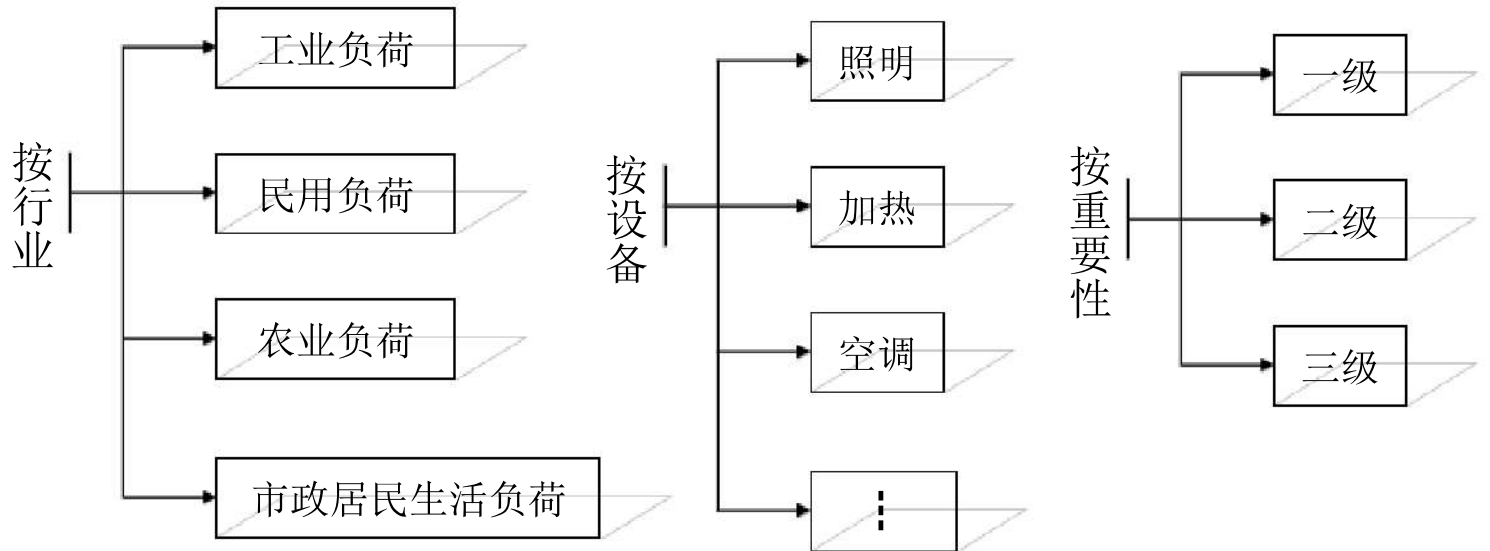 按行业
工业负荷
民用负荷
农业负荷
市政居民生活负荷
按设备
照明
加热
空调
┇
按重要性
一级
二级
三级